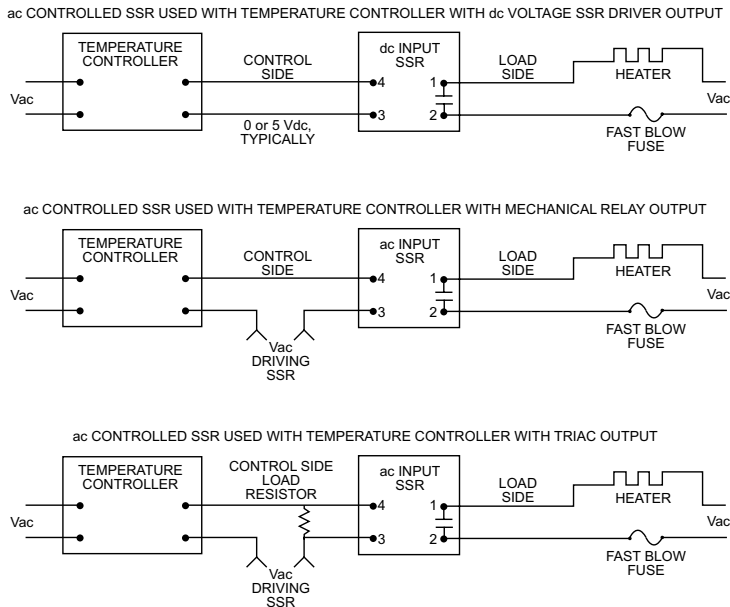 ac CONTROLLED SSR USED WITH TEMPERATURE CONTROLLER WITH dc VOLTAGE SSR DRIVER OUTPUT
TEMPERATURE
CONTROLLER
Vac
CONTROL
SIDE
0 or 5 Vdc,
TYPICALLY
dc INPUT
SSR
4
3
1
2
LOAD
SIDE
HEATER
Vac
FAST BLOW
FUSE
ac CONTROLLED SSR USED WITH TEMPERATURE CONTROLLER WITH MECHANICAL RELAY OUTPUT
TEMPERATURE
CONTROLLER
Vac
CONTROL
SIDE
Vac
DRIVING
SSR
ac INPUT
SSR
4
3
1
2
LOAD
SIDE
HEATER
Vac
FAST BLOW
FUSE
ac CONTROLLED SSR USED WITH TEMPERATURE CONTROLLER WITH TRIAC OUTPUT
TEMPERATURE
CONTROLLER
Vac
CONTROL SIDE
LOAD
RESISTOR
Vac
DRIVING
SSR
ac INPUT
SSR
4
3
1
2
LOAD
SIDE
HEATER
Vac
FAST BLOW
FUSE